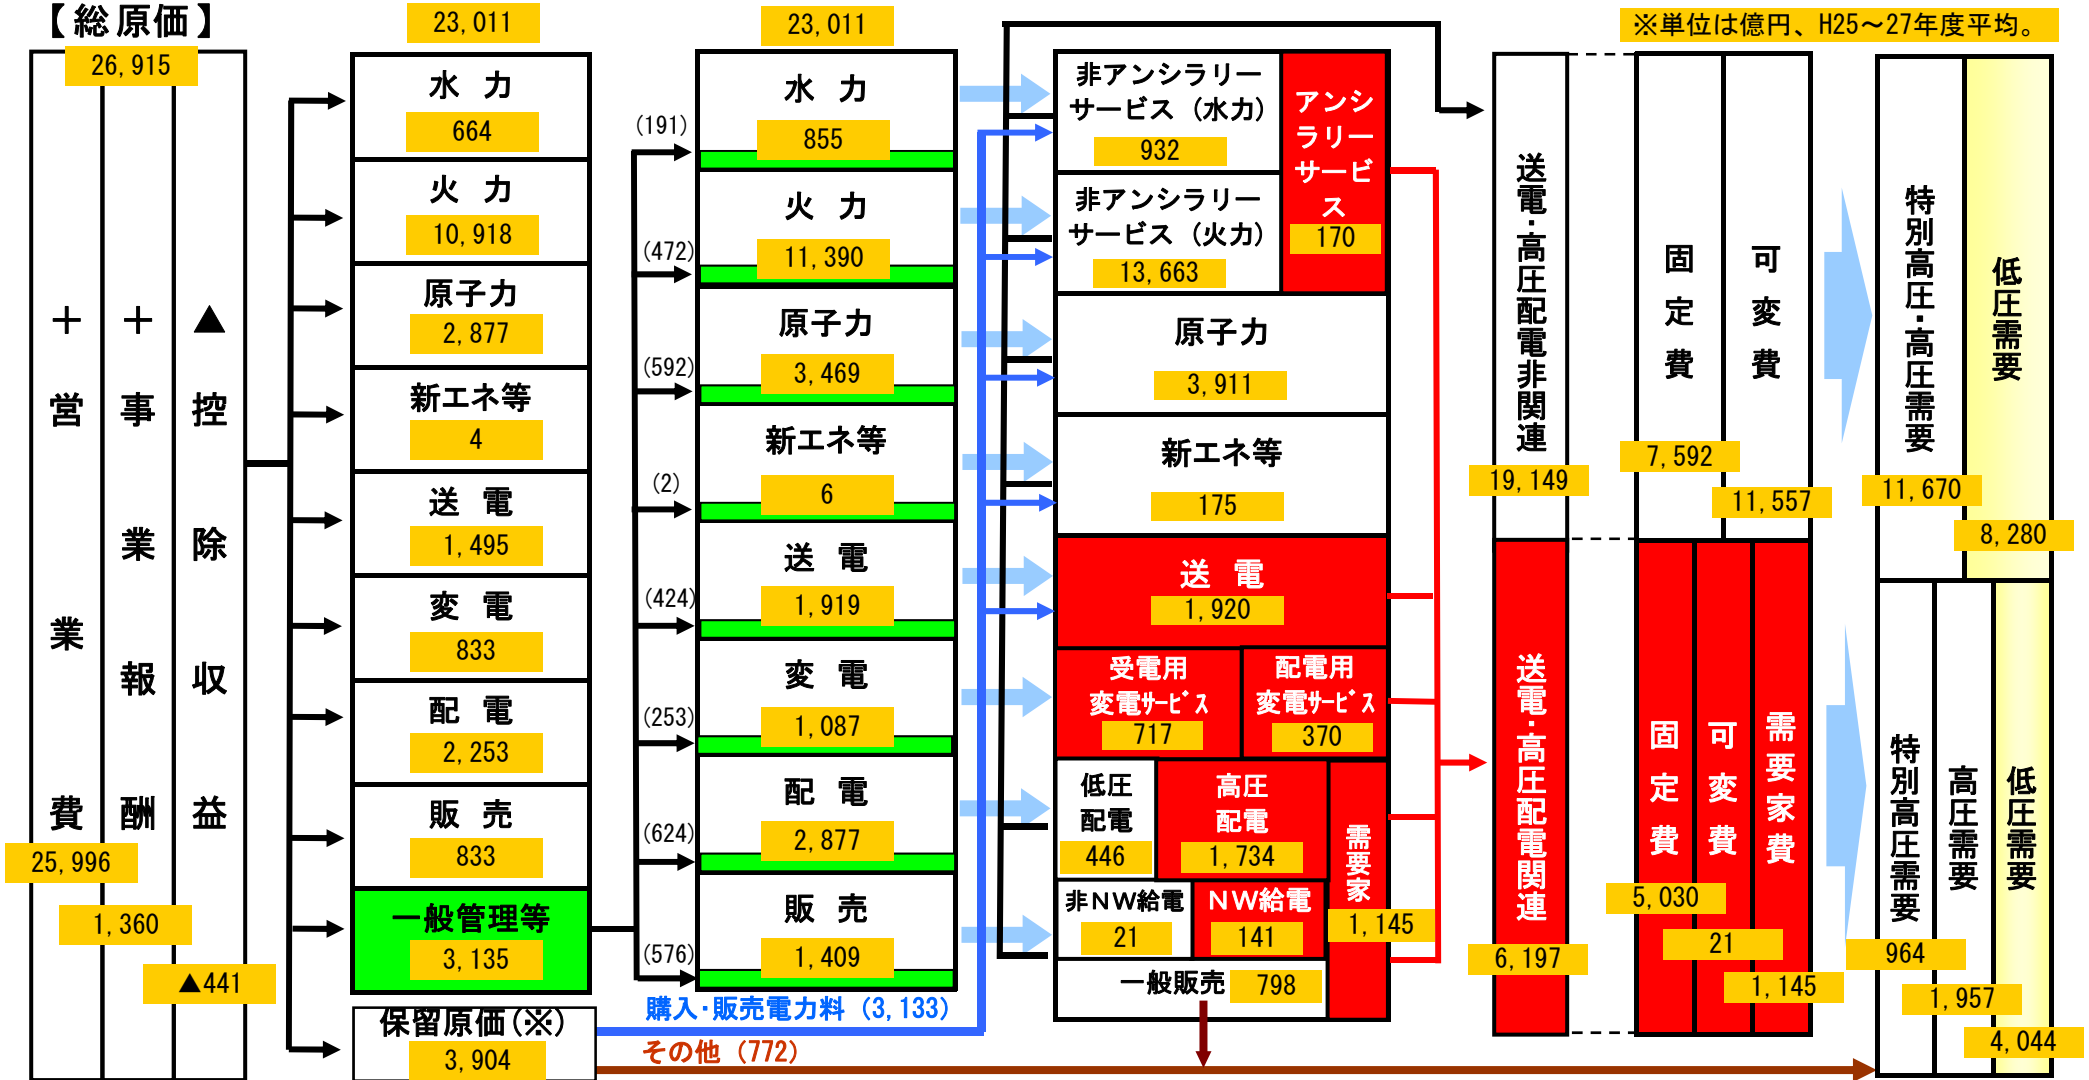 【総原価】
26,915
＋営業費
25,996
＋事業報酬
1,360
▲控除収益
▲441
23,011
水 力
664
火 力
10,918
原子力
2,877
新エネ等
4
送 電
1,495
変 電
833
配 電
2,253
販 売
833
一般管理等
3,135
保留原価(※)
3,904
(191)
(472)
(592)
(2)
(424)
(253)
(624)
(576)
23,011
水 力
855
火 力
11,390
原子力
3,469
新エネ等
6
送 電
1,919
変 電
1,087
配 電
2,877
販 売
1,409
購入･販売電力料 (3,133)
その他 (772)
非アンシラリー
サービス (水力)
932
非アンシラリー
サービス (火力)
13,663
アンシ
ラリー
サービ
ス
170
原子力
3,911
新エネ等
175
送 電
1,920
受電用
変電ｻｰﾋﾞｽ
717
配電用
変電ｻｰﾋﾞｽ
370
低圧
配電
446
高圧
配電
1,734
需要家
1,145
非ＮＷ給電
21
ＮＷ給電
141
一般販売
798
送電･高圧配電非関連
19,149
送電･高圧配電関連
6,197
※単位は億円、H25～27年度平均。
固定費
7,592
可変費
11,557
固定費
5,030
可変費
21
需要家費
1,145
特別高圧･高圧需要
11,670
低圧需要
8,280
特別高圧需要
964
高圧需要
1,957
低圧需要
4,044